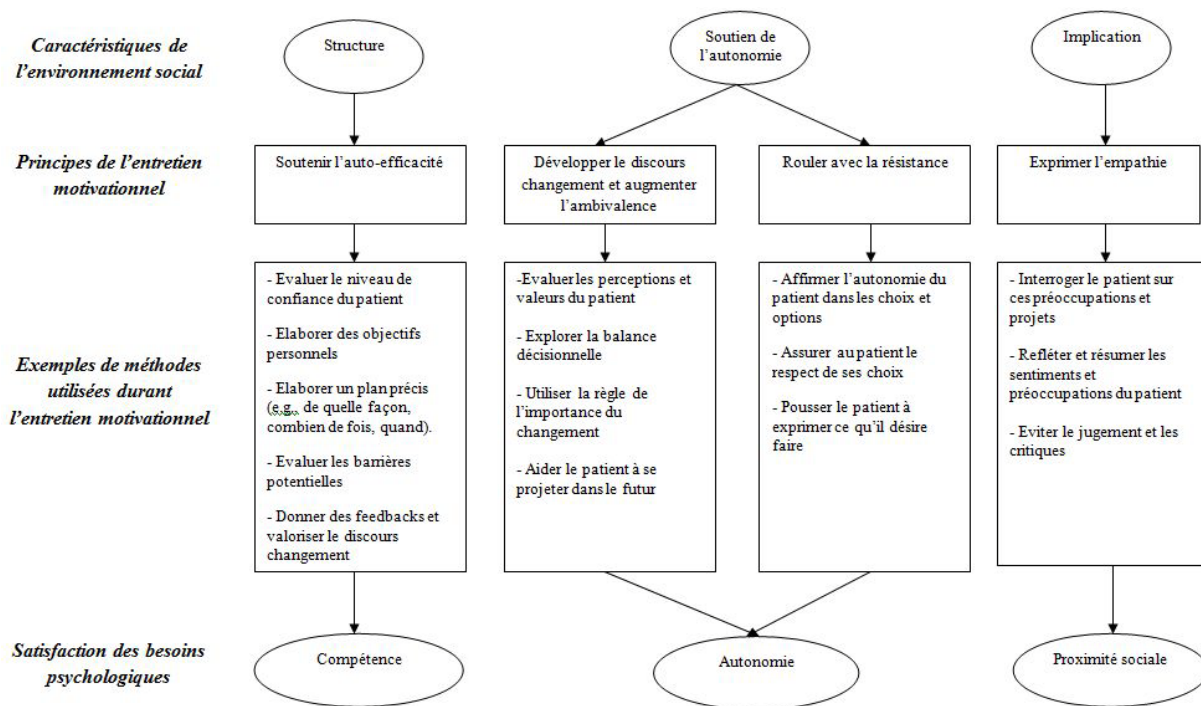 Caractéristiques de
l'environnement social
Structure
Soutien de
l'autonomie
Implication
Principes de l'entretien
motivationnel
Soutenir l'auto-efficacité
Développer le discours
changement et augmenter
l'ambivalence
Rouler avec la résistance
Exprimer l'empathie
Exemples de méthodes
utilisées durant
l'entretien motivationnel
- Evaluer le niveau de
confiance du patient
- Elaborer des objectifs
personnels
- Elaborer un plan précis
(e.g., de quelle façon,
combien de fois, quand).
- Evaluer les barrières
potentielles
- Donner des feedbacks et
valoriser le discours
changement
-Evaluer les perceptions et
valeurs du patient
- Explorer la balance
décisionnelle
- Utiliser la règle de
l'importance du
changement
- Aider le patient à se
projeter dans le futur
- Affirmer l'autonomie du
patient dans les choix et
options
- Assurer au patient le
respect de ses choix
- Pousser le patient à
exprimer ce qu'il désire
faire
- Interroger le patient sur
ces préoccupations et
projets
- Refléter et résumer les
sentiments et
préoccupations du patient
- Eviter le jugement et les
critiques
Satisfaction des besoins
psychologiques
Compétence
Autonomie
Proximité sociale